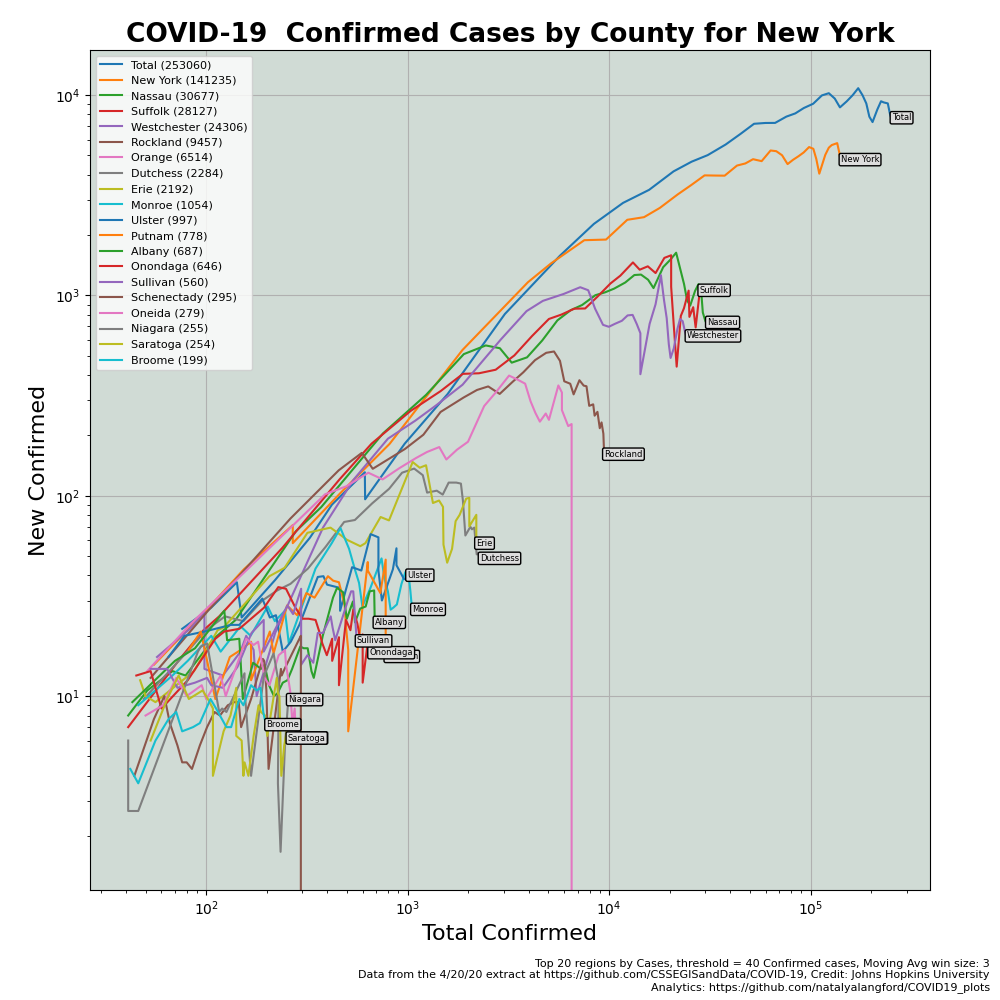 COVID-19  Confirmed Cases by County for New York
Total (253060)
New York (141235)
Nassau (30677)
Suffolk (28127)
Westchester (24306)
Rockland (9457)
Orange (6514)
Dutchess (2284)
Erie (2192)
Monroe (1054)
Ulster (997)
Putnam (778)
Albany (687)
Onondaga (646)
Sullivan (560)
Schenectady (295)
Oneida (279)
Niagara (255)
Saratoga (254)
Broome (199)
10^4
10^3
10^2
10^1
New Confirmed
Total
New York
Suffolk
Nassau
Westchester
Rockland
Erie
Dutchess
Ulster
Monroe
Albany
Sullivan
Onondaga
Niagara
Broome
Saratoga
10^2
10^3
10^4
10^5
Total Confirmed
Top 20 regions by Cases, threshold = 40 Confirmed cases, Moving Avg win size: 3
Data from the 4/20/20 extract at https://github.com/CSSEGISandData/COVID-19, Credit: Johns Hopkins University
Analytics: https://github.com/natalyalangford/COVID19_plots